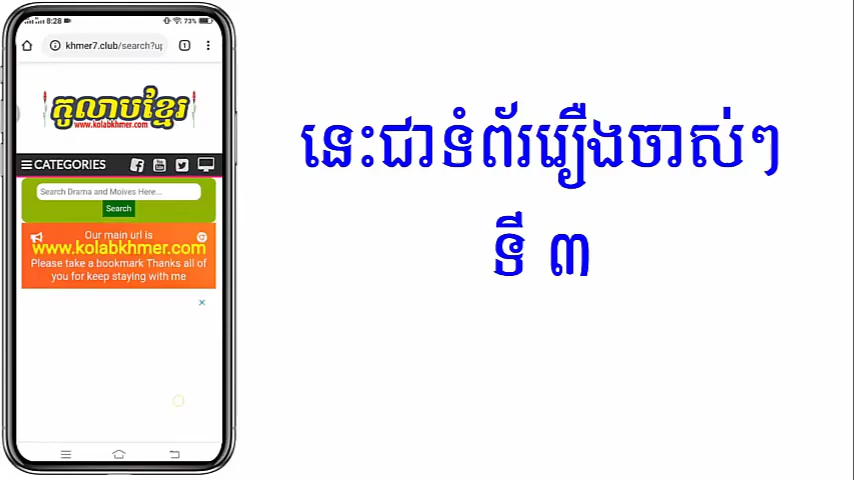 8:28
73%
khmer7.club/search?up
1
កូលាបខ្មែរ
www.kolabkhmer.com
CATEGORIES
Search Drama and Moives Here...
Search
Our main url is
www.kolabkhmer.com
Please take a bookmark Thanks all of
you for keep staying with me
នេះជាទំព័ររឿងចាស់ៗ
ទី ៣